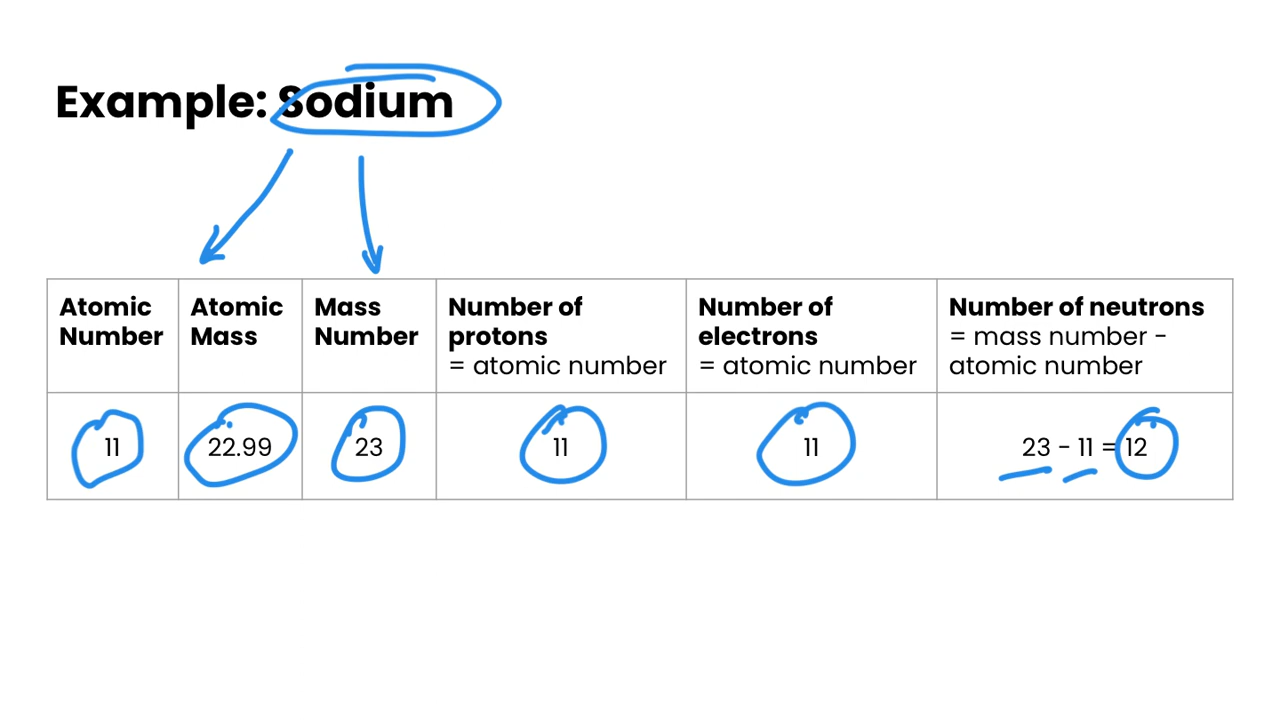 Example: Sodium
Atomic Number
Atomic Mass
Mass Number
Number of protons
= atomic number
Number of electrons
= atomic number
Number of neutrons
= mass number -
atomic number
11
22.99
23
11
11
23 - 11 = 12